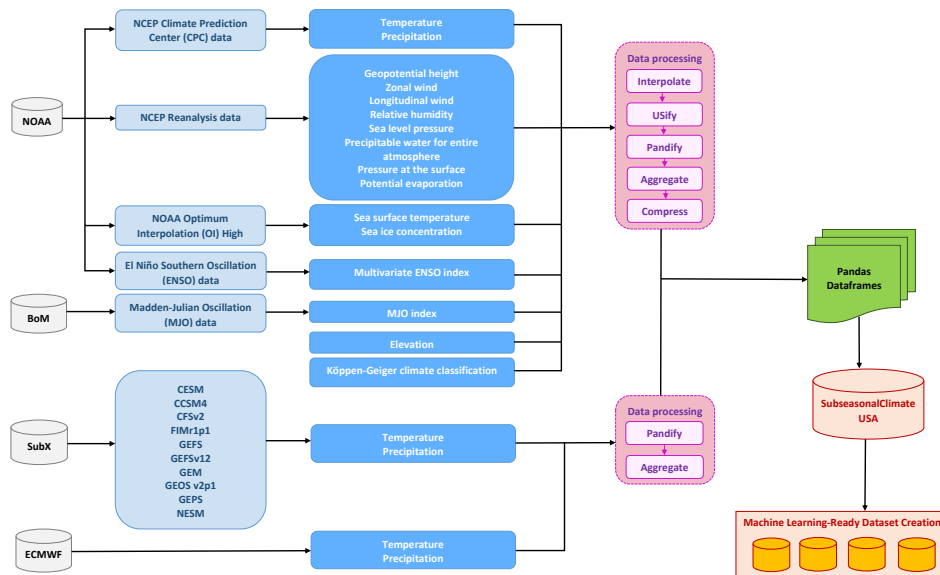 NCEP Climate Prediction
Center (CPC) data
Temperature
Precipitation
NOAA
NCEP Reanalysis data
Geopotential height
Zonal wind
Longitudinal wind
Relative humidity
Sea level pressure
Precipitable water for entire
atmosphere
Pressure at the surface
Potential evaporation
NOAA Optimum
Interpolation (OI) High
Sea surface temperature
Sea ice concentration
El Niño Southern Oscillation
(ENSO) data
Multivariate ENSO index
BoM
Madden-Julian Oscillation
(MJO) data
MJO index
Elevation
Köppen-Geiger climate classification
SubX
CESM
CCSM4
CFSv2
FIMr1p1
GEFS
GEFSv12
GEM
GEOS v2p1
GEPS
NESM
Temperature
Precipitation
ECMWF
Temperature
Precipitation
Data processing
Interpolate
USify
Pandify
Aggregate
Compress
Data processing
Pandify
Aggregate
Pandas
Dataframes
SubseasonalClimate
USA
Machine Learning-Ready Dataset Creation